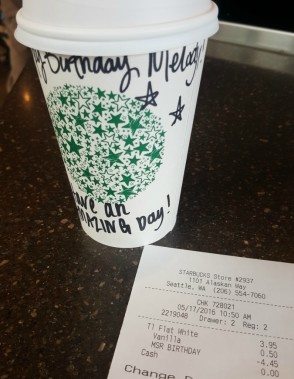 Birthday Melody!
Have an
AMAZING Day!
STARBUCKS Store #2937
1101 Alaskan Way
Seattle, WA (206) 554-7060
CHK 728021
05/17/2016 10:50 AM
2219048 Drawer: 2 Reg: 2
Tl Flat White 3.95
Vanilla 0.50
MSR BIRTHDAY -4.45
Cash 0.00
Change